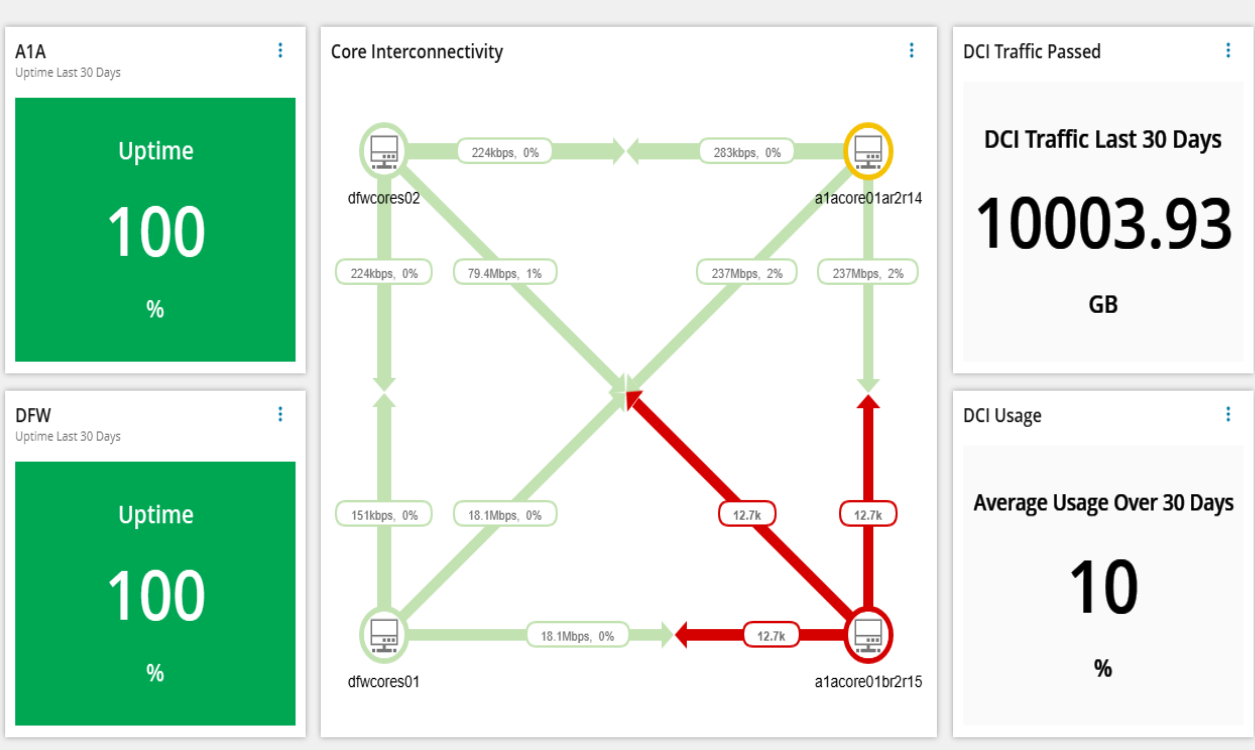 A1A
Uptime Last 30 Days
Uptime
100
%
DFW
Uptime Last 30 Days
Uptime
100
%
Core Interconnectivity
224kbps, 0%
283kbps, 0%
dfwcores02
a1acore01ar2r14
224kbps, 0%
79.4Mbps, 1%
237Mbps, 2%
237Mbps, 2%
151kbps, 0%
18.1Mbps, 0%
12.7k
12.7k
18.1Mbps, 0%
12.7k
dfwcores01
a1acore01br2r15
DCI Traffic Passed
DCI Traffic Last 30 Days
10003.93
GB
DCI Usage
Average Usage Over 30 Days
10
%